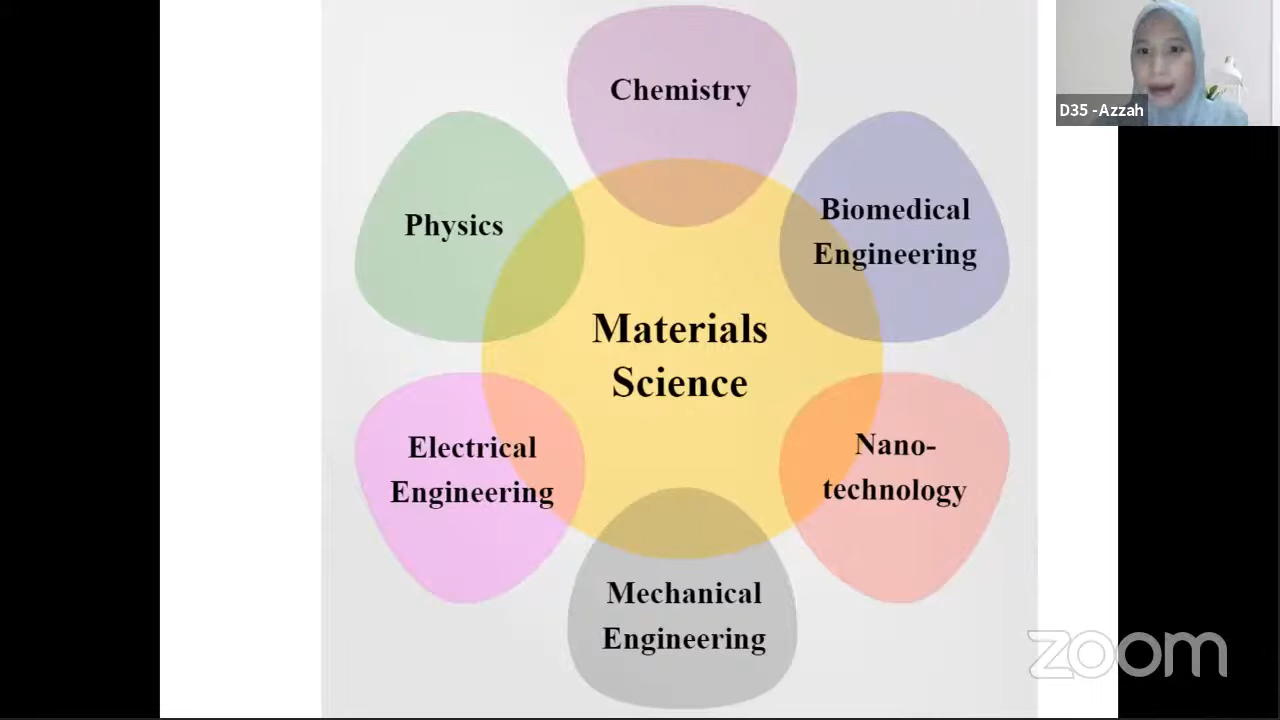 Chemistry
Physics
Biomedical
Engineering
Materials
Science
Electrical
Engineering
Nano-
technology
Mechanical
Engineering
D35 -Azzah
zoom